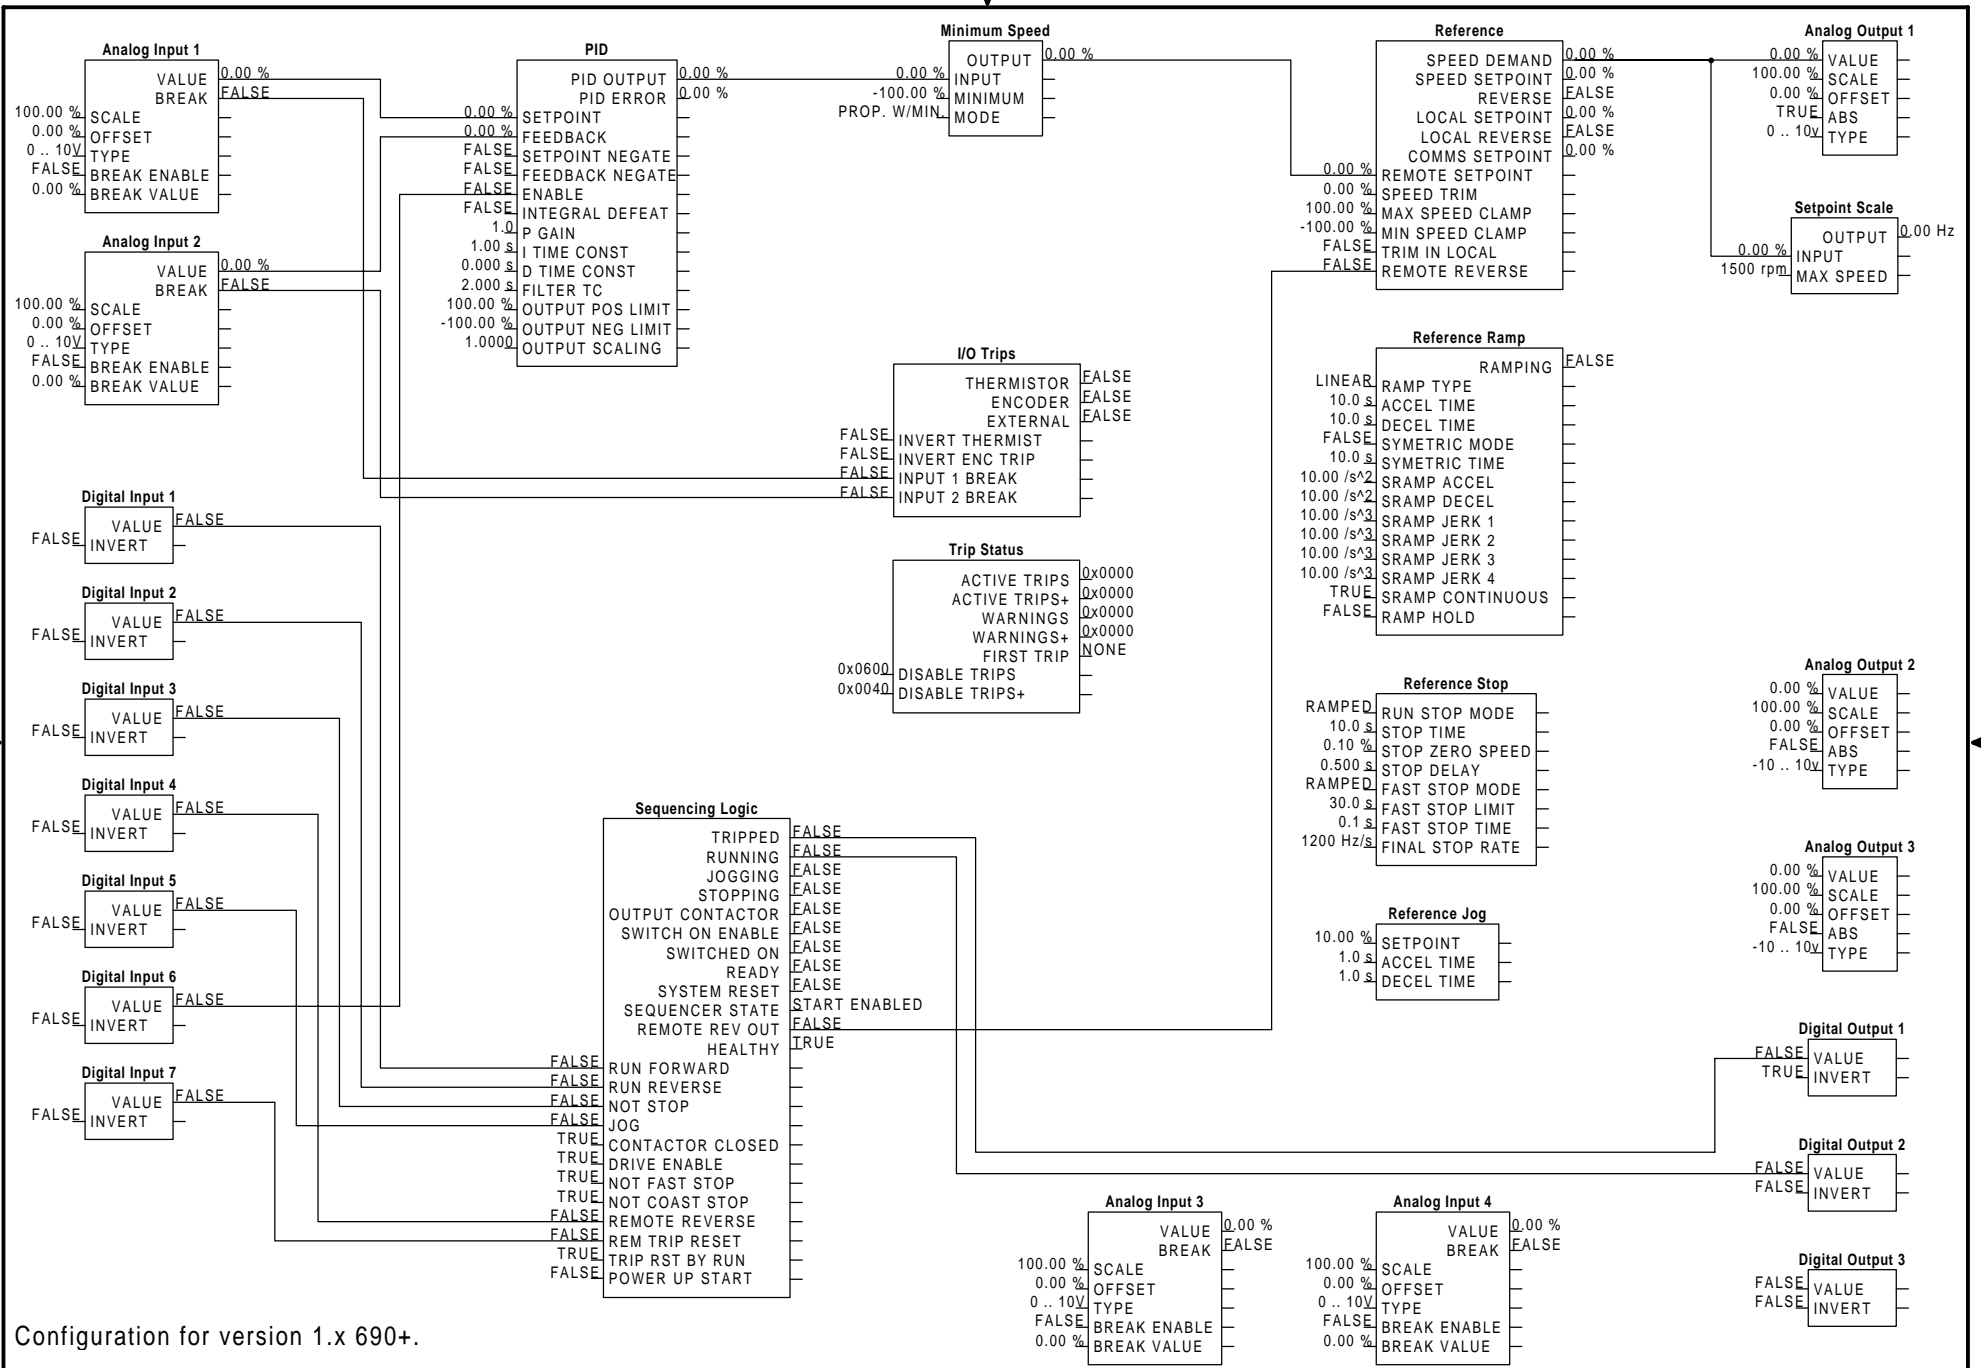 Analog Input 1
VALUE 0.00 %
BREAK FALSE
100.00 % SCALE
0.00 % OFFSET
0 .. 10V TYPE
FALSE BREAK ENABLE
0.00 % BREAK VALUE
Analog Input 2
VALUE 0.00 %
BREAK FALSE
100.00 % SCALE
0.00 % OFFSET
0 .. 10V TYPE
FALSE BREAK ENABLE
0.00 % BREAK VALUE
Digital Input 1
VALUE FALSE
FALSE INVERT
Digital Input 2
VALUE FALSE
FALSE INVERT
Digital Input 3
VALUE FALSE
FALSE INVERT
Digital Input 4
VALUE FALSE
FALSE INVERT
Digital Input 5
VALUE FALSE
FALSE INVERT
Digital Input 6
VALUE FALSE
FALSE INVERT
Digital Input 7
VALUE FALSE
FALSE INVERT
PID
PID OUTPUT 0.00 %
PID ERROR 0.00 %
0.00 % SETPOINT
0.00 % FEEDBACK
FALSE SETPOINT NEGATE
FALSE FEEDBACK NEGATE
FALSE ENABLE
FALSE INTEGRAL DEFEAT
1.0 P GAIN
1.00 s I TIME CONST
0.000 s D TIME CONST
2.000 s FILTER TC
100.00 % OUTPUT POS LIMIT
-100.00 % OUTPUT NEG LIMIT
1.0000 OUTPUT SCALING
Sequencing Logic
TRIPPED FALSE
RUNNING FALSE
JOGGING FALSE
STOPPING FALSE
OUTPUT CONTACTOR FALSE
SWITCH ON ENABLE FALSE
SWITCHED ON FALSE
READY FALSE
SYSTEM RESET FALSE
SEQUENCER STATE START ENABLED
REMOTE REV OUT FALSE
HEALTHY TRUE
FALSE RUN FORWARD
FALSE RUN REVERSE
FALSE NOT STOP
FALSE JOG
TRUE CONTACTOR CLOSED
TRUE DRIVE ENABLE
TRUE NOT FAST STOP
TRUE NOT COAST STOP
FALSE REMOTE REVERSE
FALSE REM TRIP RESET
TRUE TRIP RST BY RUN
FALSE POWER UP START
Minimum Speed
OUTPUT 0.00 %
0.00 % INPUT
-100.00 % MINIMUM
PROP. W/MIN. MODE
I/O Trips
THERMISTOR FALSE
ENCODER FALSE
EXTERNAL FALSE
FALSE INVERT THERMIST
FALSE INVERT ENC TRIP
FALSE INPUT 1 BREAK
FALSE INPUT 2 BREAK
Trip Status
ACTIVE TRIPS 0x0000
ACTIVE TRIPS+ 0x0000
WARNINGS 0x0000
WARNINGS+ 0x0000
FIRST TRIP NONE
0x0600 DISABLE TRIPS
0x0040 DISABLE TRIPS+
Reference
SPEED DEMAND 0.00 %
SPEED SETPOINT 0.00 %
REVERSE FALSE
LOCAL SETPOINT 0.00 %
LOCAL REVERSE FALSE
COMMS SETPOINT 0.00 %
0.00 % REMOTE SETPOINT
0.00 % SPEED TRIM
100.00 % MAX SPEED CLAMP
-100.00 % MIN SPEED CLAMP
FALSE TRIM IN LOCAL
FALSE REMOTE REVERSE
Reference Ramp
RAMPING FALSE
LINEAR RAMP TYPE
10.0 s ACCEL TIME
10.0 s DECEL TIME
FALSE SYMETRIC MODE
10.0 s SYMETRIC TIME
10.00 /s^2 SRAMP ACCEL
10.00 /s^2 SRAMP DECEL
10.00 /s^3 SRAMP JERK 1
10.00 /s^3 SRAMP JERK 2
10.00 /s^3 SRAMP JERK 3
10.00 /s^3 SRAMP JERK 4
TRUE SRAMP CONTINUOUS
FALSE RAMP HOLD
Reference Stop
RAMPED RUN STOP MODE
10.0 s STOP TIME
0.10 % STOP ZERO SPEED
0.500 s STOP DELAY
RAMPED FAST STOP MODE
30.0 s FAST STOP LIMIT
0.1 s FAST STOP TIME
1200 Hz/s FINAL STOP RATE
Reference Jog
10.00 % SETPOINT
1.0 s ACCEL TIME
1.0 s DECEL TIME
Analog Output 1
0.00 % VALUE
100.00 % SCALE
0.00 % OFFSET
TRUE ABS
0 .. 10v TYPE
Setpoint Scale
OUTPUT 0.00 Hz
0.00 % INPUT
1500 rpm MAX SPEED
Analog Output 2
0.00 % VALUE
100.00 % SCALE
0.00 % OFFSET
FALSE ABS
-10 .. 10v TYPE
Analog Output 3
0.00 % VALUE
100.00 % SCALE
0.00 % OFFSET
FALSE ABS
-10 .. 10v TYPE
Digital Output 1
FALSE VALUE
TRUE INVERT
Digital Output 2
FALSE VALUE
FALSE INVERT
Digital Output 3
FALSE VALUE
FALSE INVERT
Analog Input 3
VALUE 0.00 %
BREAK FALSE
100.00 % SCALE
0.00 % OFFSET
0 .. 10V TYPE
FALSE BREAK ENABLE
0.00 % BREAK VALUE
Analog Input 4
VALUE 0.00 %
BREAK FALSE
100.00 % SCALE
0.00 % OFFSET
0 .. 10V TYPE
FALSE BREAK ENABLE
0.00 % BREAK VALUE
Configuration for version 1.x 690+.